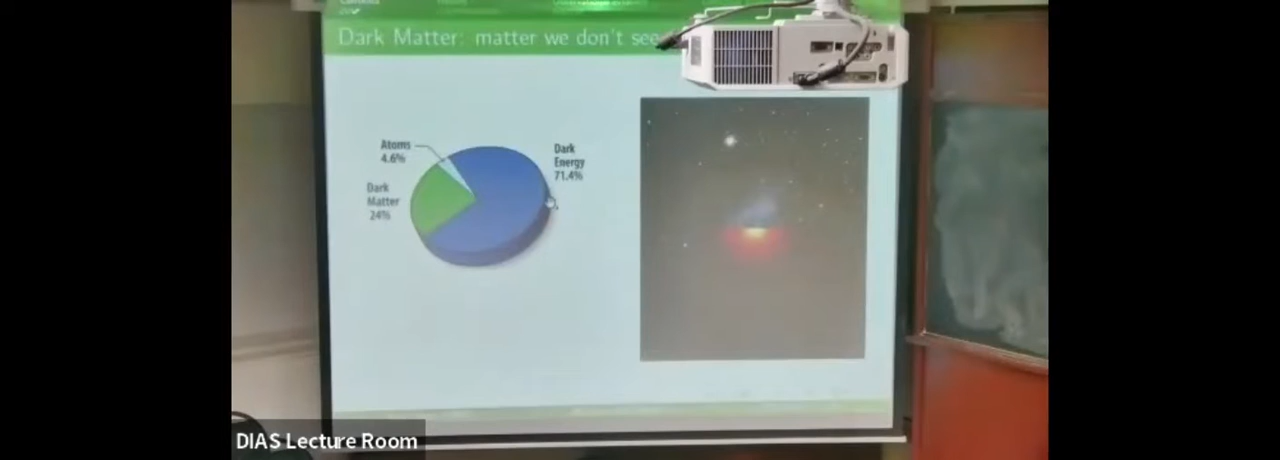 Dark Matter: matter we don't see
Atoms
4.6%
Dark
Energy
71.4%
Dark
Matter
24%
DIAS Lecture Room